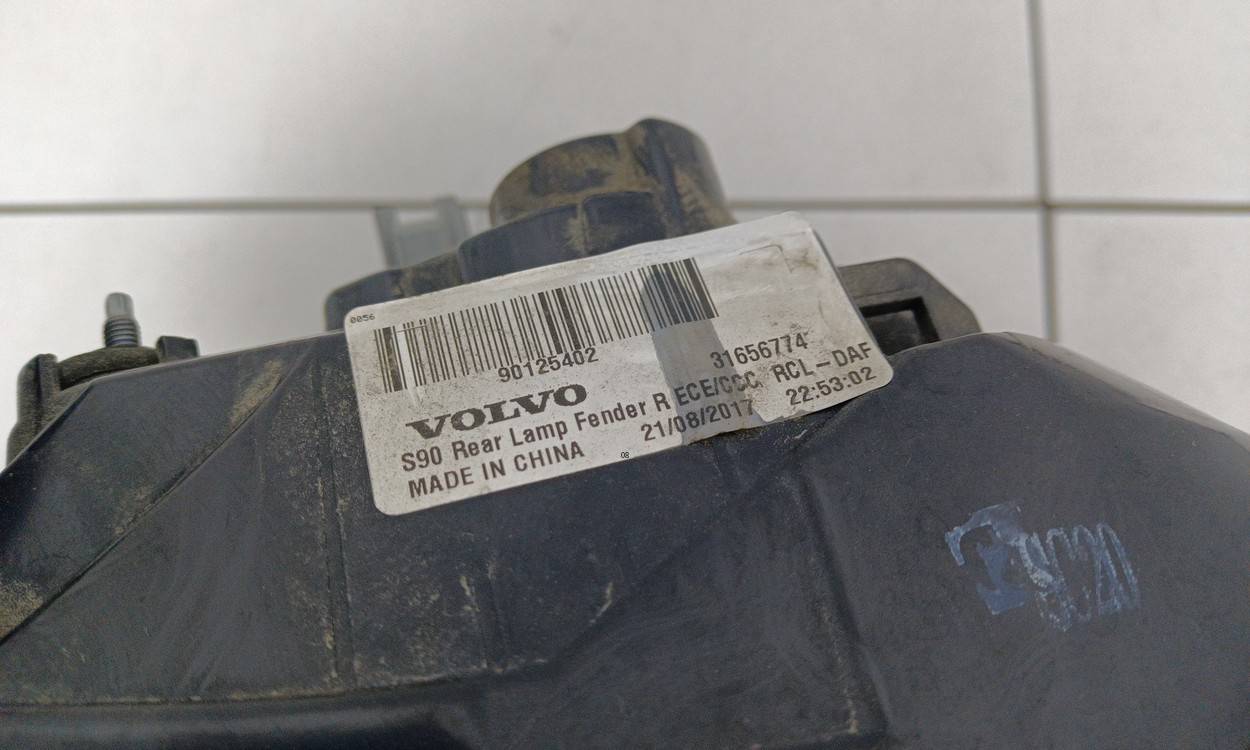 0056
90125402 31656774
VOLVO
S90 Rear Lamp Fender R ECE/CCC RCL-DAF
MADE IN CHINA 21/08/2017 22:53:02
08